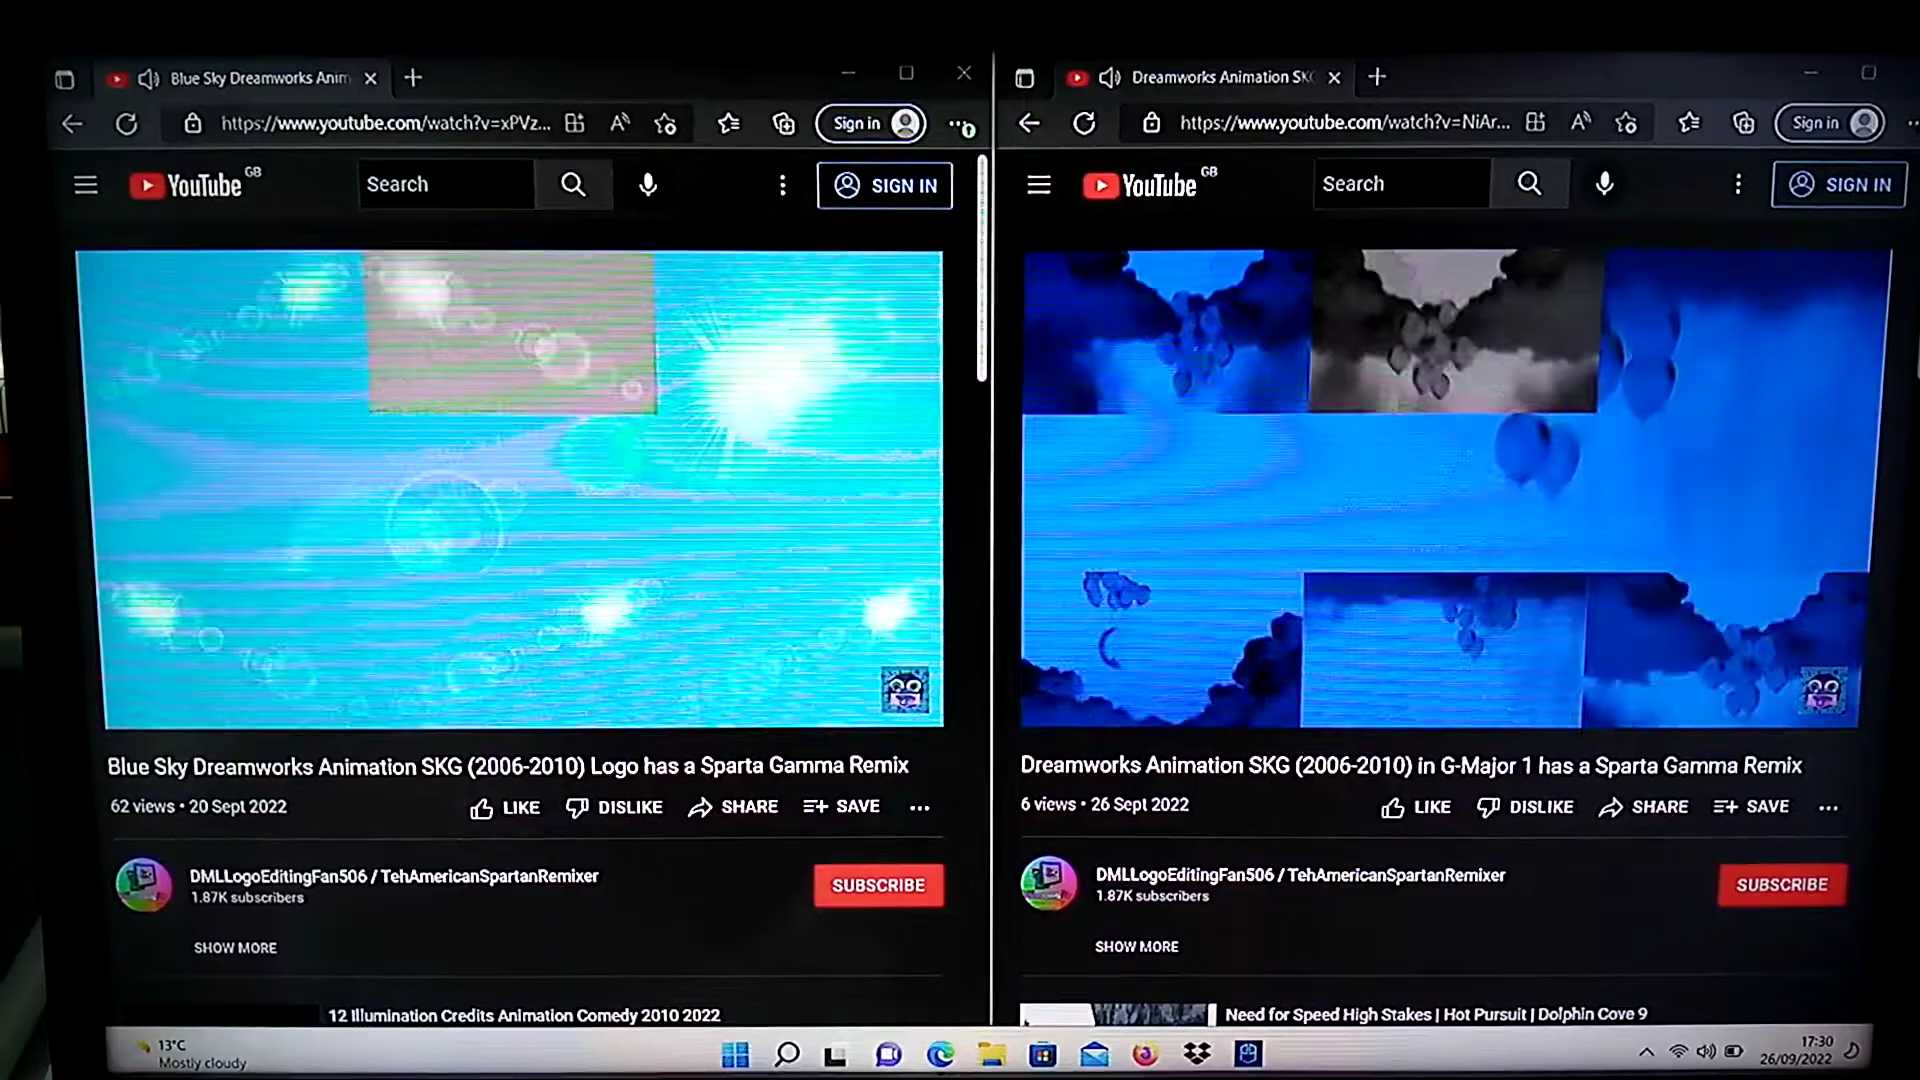 Blue Sky Dreamworks Anim
https://www.youtube.com/watch?v=xPVz...
Sign in
YouTube GB
Search
SIGN IN
Blue Sky Dreamworks Animation SKG (2006-2010) Logo has a Sparta Gamma Remix
62 views • 20 Sept 2022
LIKE
DISLIKE
SHARE
SAVE
DMLLogoEditingFan506 / TehAmericanSpartanRemixer
1.87K subscribers
SUBSCRIBE
SHOW MORE
12 Illumination Credits Animation Comedy 2010 2022
Dreamworks Animation SK
https://www.youtube.com/watch?v=NiAr...
Sign in
YouTube GB
Search
SIGN IN
Dreamworks Animation SKG (2006-2010) in G-Major 1 has a Sparta Gamma Remix
6 views • 26 Sept 2022
LIKE
DISLIKE
SHARE
SAVE
DMLLogoEditingFan506 / TehAmericanSpartanRemixer
1.87K subscribers
SUBSCRIBE
SHOW MORE
Need for Speed High Stakes | Hot Pursuit | Dolphin Cove 9
13°C
Mostly cloudy
17:30
26/09/2022